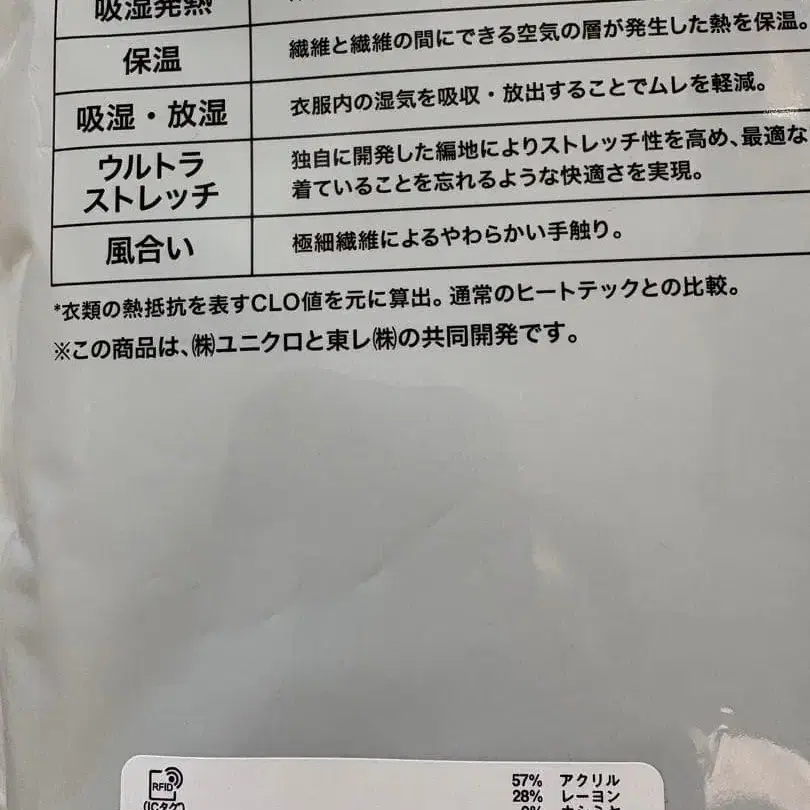 吸湿発熱
保温
繊維と繊維の間にできる空気の層が発生した熱を保温。
吸湿・放湿
衣服内の湿気を吸収・放出することでムレを軽減。
ウルトラ
ストレッチ
独自に開発した編地によりストレッチ性を高め、最適な
着ていることを忘れるような快適さを実現。
風合い
極細繊維によるやわらかい手触り。
*衣類の熱抵抗を表すCLO値を元に算出。通常のヒートテックとの比較。
※この商品は、㈱ユニクロと東レ㈱の共同開発です。
RFID
(ICタグ)
57% アクリル
28% レーヨン